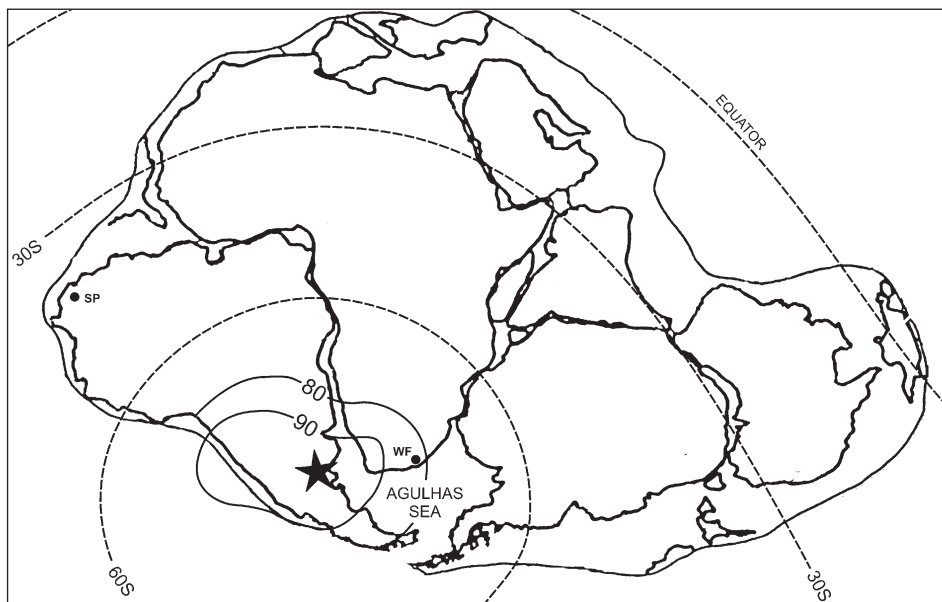 EQUATOR
30S
SP
80
90
WF
AGULHAS
SEA
60S
30S